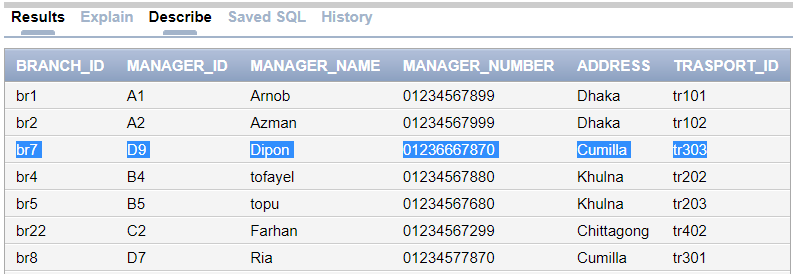 Results Explain Describe Saved SQL History
BRANCH_ID MANAGER_ID MANAGER_NAME MANAGER_NUMBER ADDRESS TRASPORT_ID
br1 A1 Arnob 01234567899 Dhaka tr101
br2 A2 Azman 01234567999 Dhaka tr102
br7 D9 Dipon 01236667870 Cumilla tr303
br4 B4 tofayel 01234567880 Khulna tr202
br5 B5 topu 01234567680 Khulna tr203
br22 C2 Farhan 01234567299 Chittagong tr402
br8 D7 Ria 01234577870 Cumilla tr301